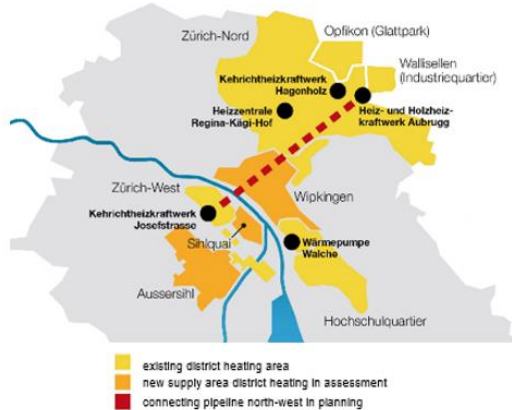 Zürich-Nord
Opfikon (Glattpark)
Wallisellen
(Industriequartier)
Kehrichtheizkraftwerk
Hagenholz
Heizzentrale
Regina-Kägi-Hof
Heiz- und Holzheiz-
kraftwerk Aubrugg
Zürich-West
Wipkingen
Kehrichtheizkraftwerk
Josefstrasse
Sihlquai
Wärmepumpe
Walche
Aussersihl
Hochschulquartier
existing district heating area
new supply area district heating in assessment
connecting pipeline north-west in planning